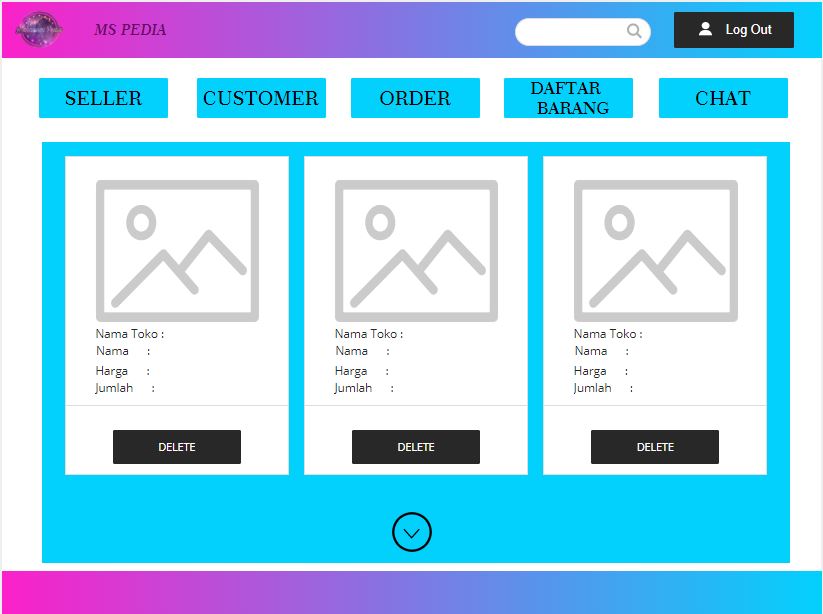 MS PEDIA
Log Out
SELLER
CUSTOMER
ORDER
DAFTAR
BARANG
CHAT
Nama Toko :
Nama :
Harga :
Jumlah :
DELETE
Nama Toko :
Nama :
Harga :
Jumlah :
DELETE
Nama Toko :
Nama :
Harga :
Jumlah :
DELETE